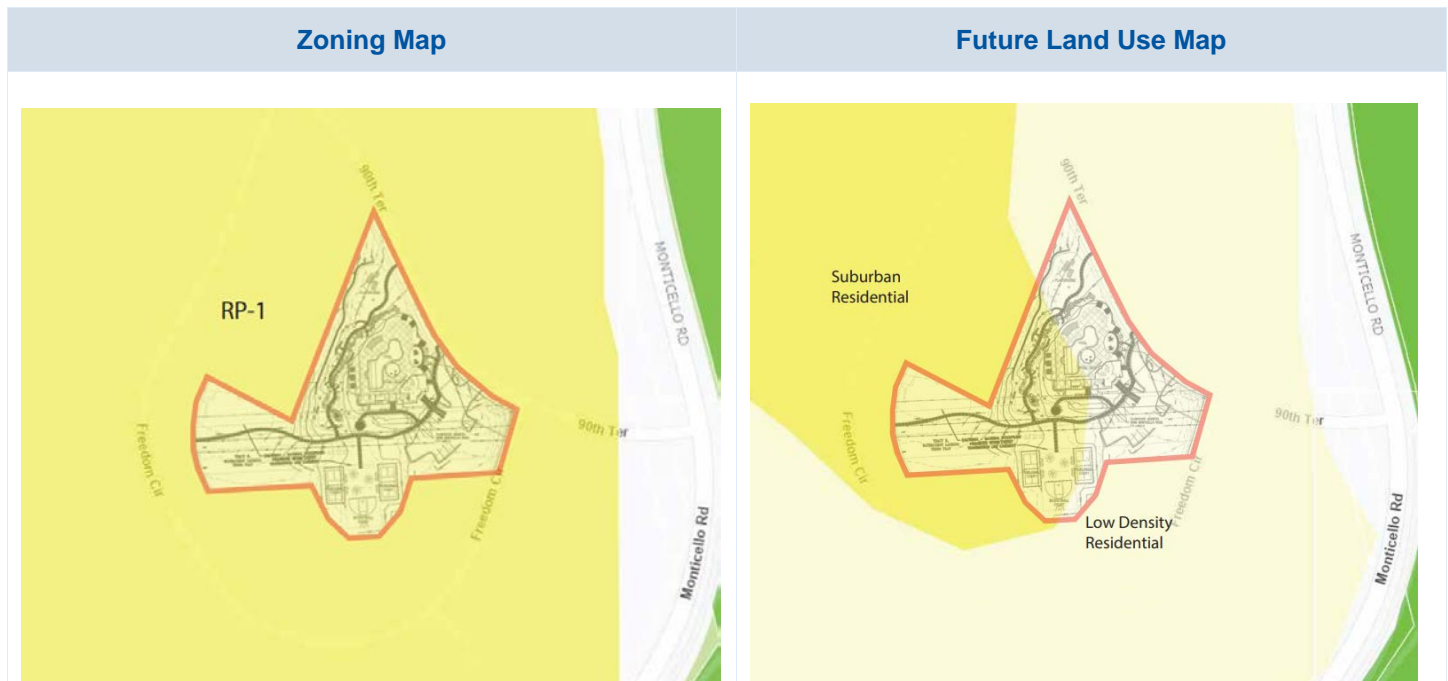 Zoning Map
Future Land Use Map
90th Ter
RP-1
MONTICELLO RD
Freedom Cir
90th Ter
Freedom Cir
Monticello Rd
90th Ter
Suburban
Residential
MONTICELLO RD
Freedom Cir
90th Ter
Freedom Cir
Low Density
Residential
Monticello Rd